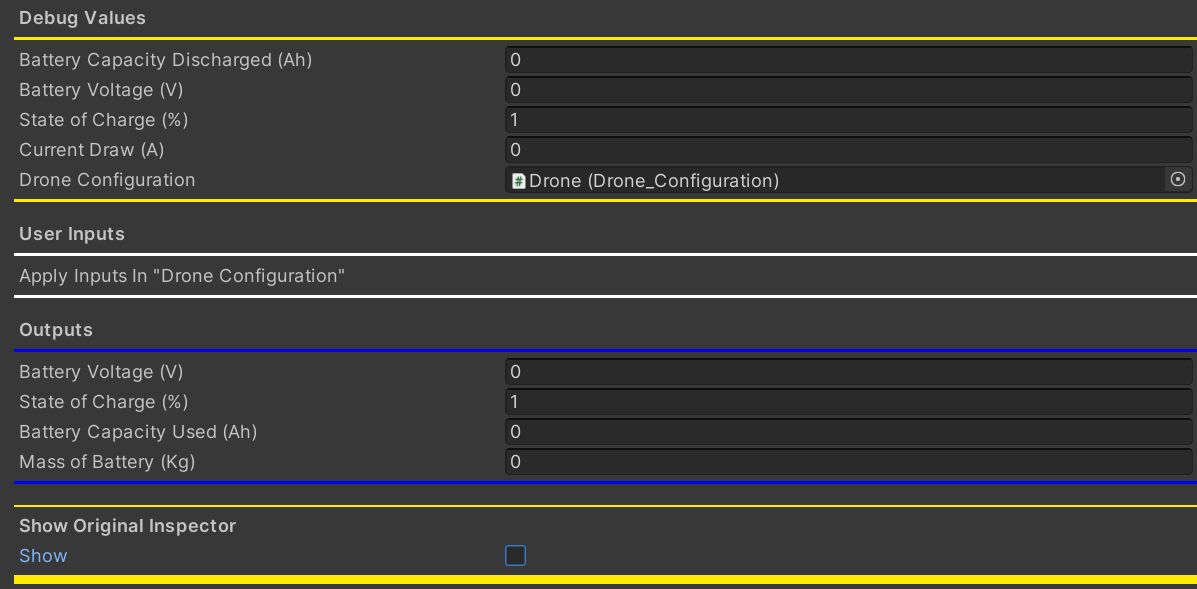 Debug Values
Battery Capacity Discharged (Ah) 0
Battery Voltage (V) 0
State of Charge (%) 1
Current Draw (A) 0
Drone Configuration # Drone (Drone_Configuration)
User Inputs
Apply Inputs In "Drone Configuration"
Outputs
Battery Voltage (V) 0
State of Charge (%) 1
Battery Capacity Used (Ah) 0
Mass of Battery (Kg) 0
Show Original Inspector
Show